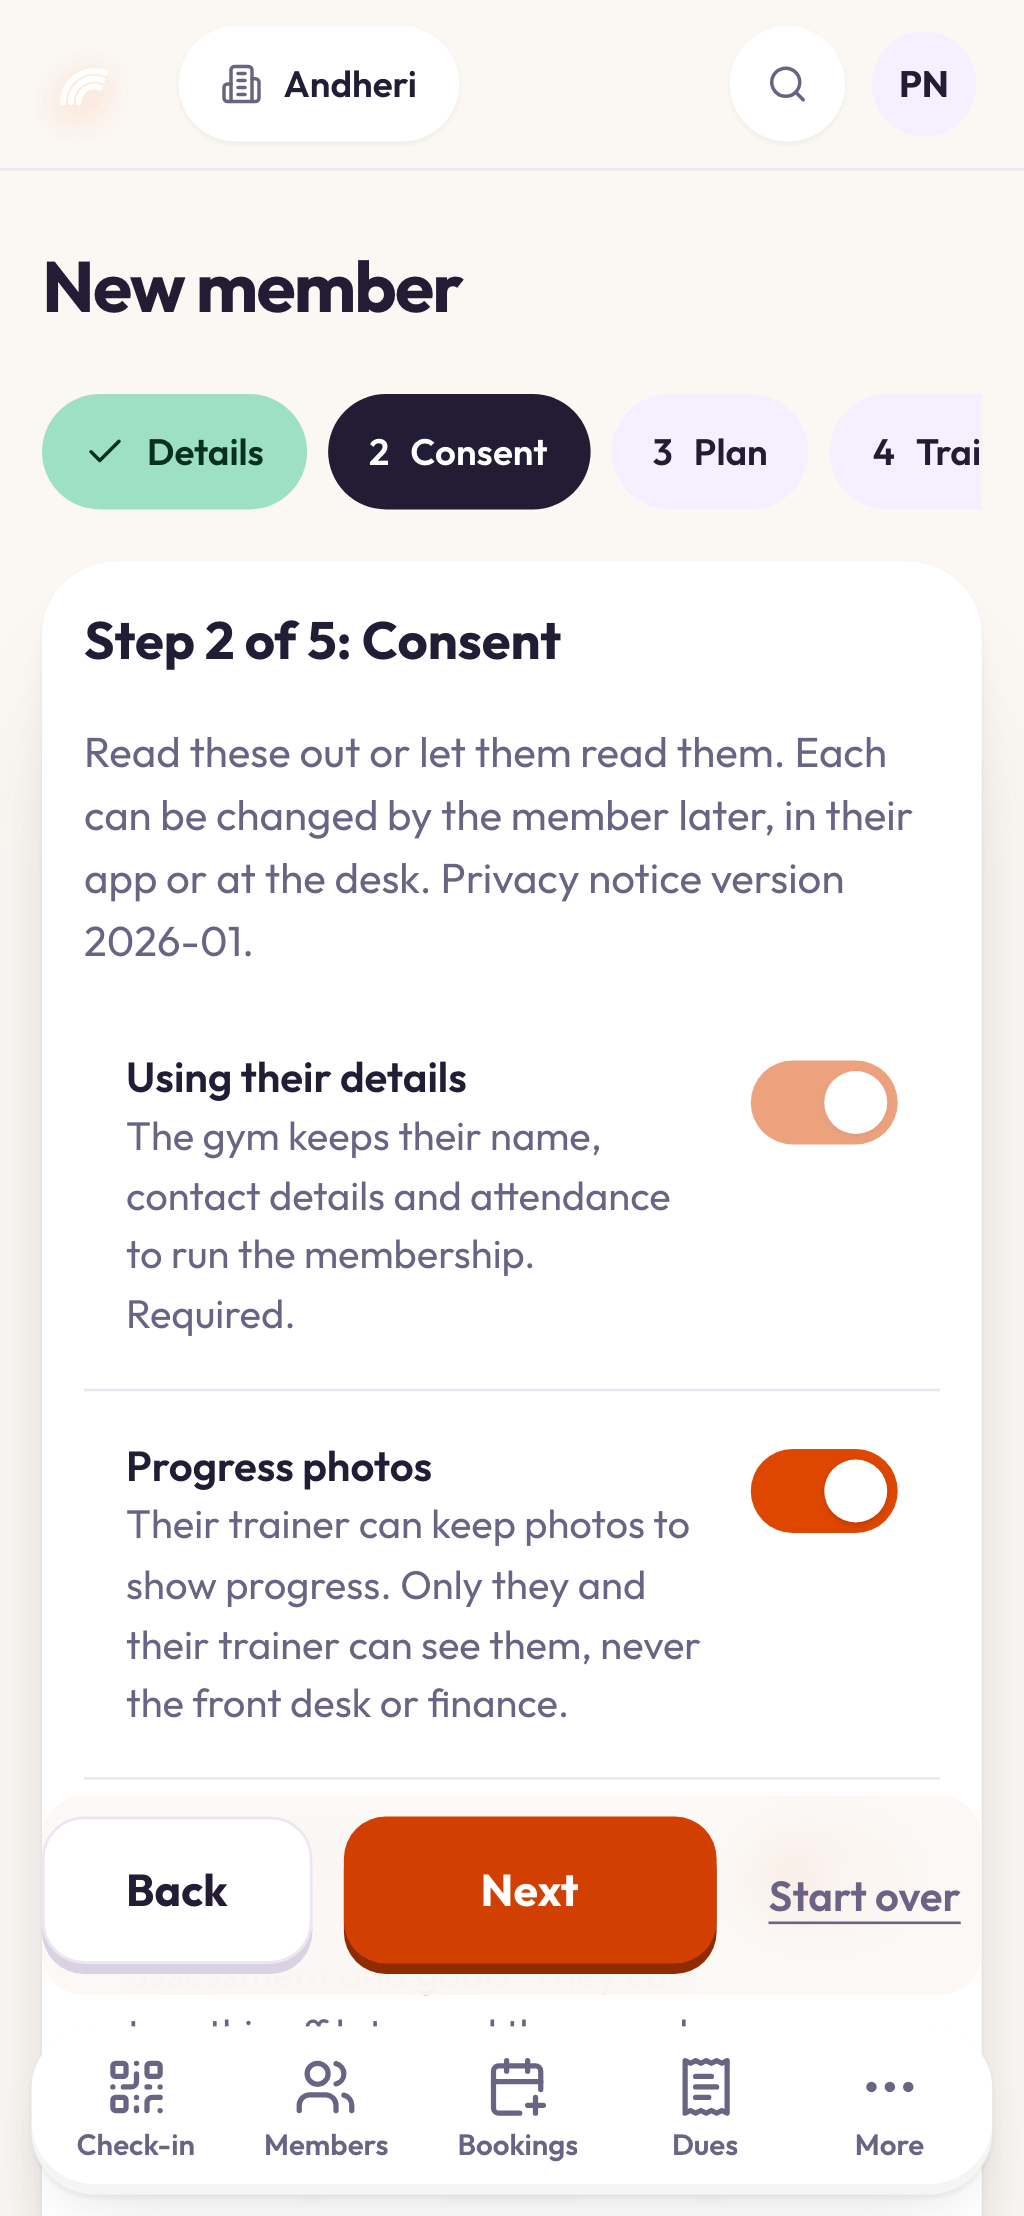 Andheri
PN
New member
Details
2 Consent
3 Plan
4 Trai
Step 2 of 5: Consent
Read these out or let them read them. Each
can be changed by the member later, in their
app or at the desk. Privacy notice version
2026-01.
Using their details
The gym keeps their name,
contact details and attendance
to run the membership.
Required.
Progress photos
Their trainer can keep photos to
show progress. Only they and
their trainer can see them, never
the front desk or finance.
Back
Next
Start over
Check-in
Members
Bookings
Dues
More